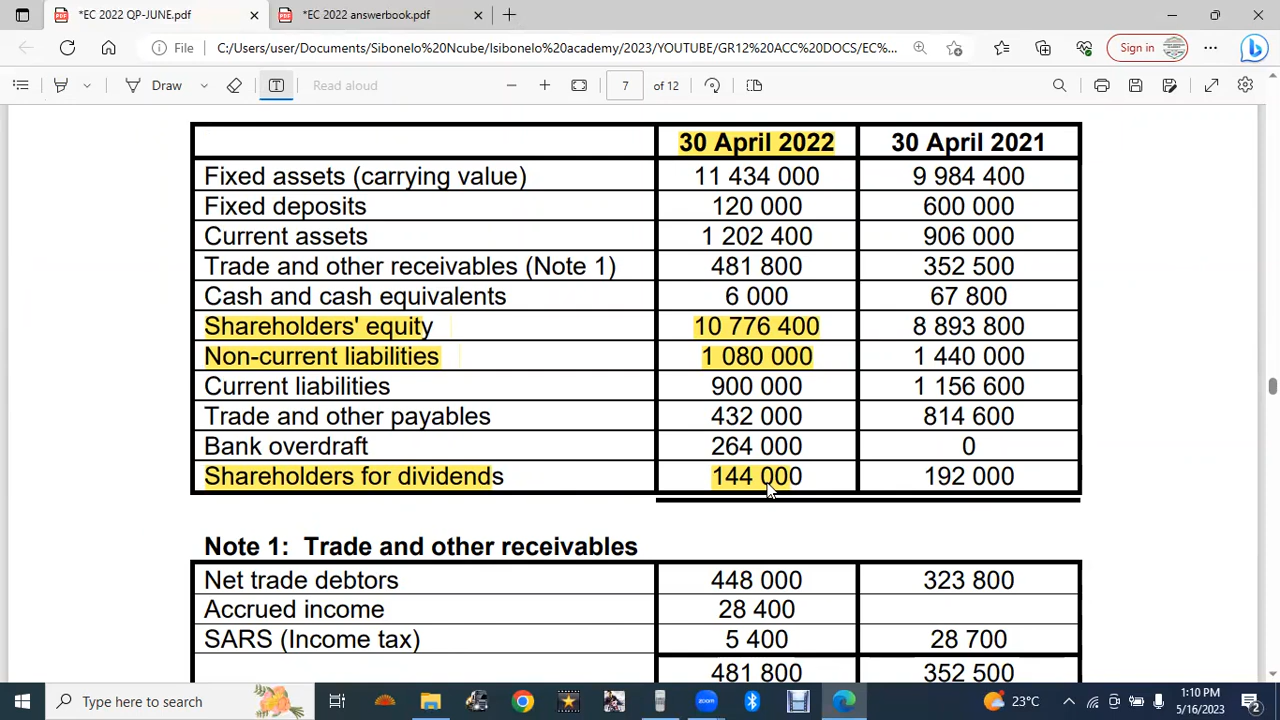 *EC 2022 QP-JUNE.pdf
*EC 2022 answerbook.pdf
File C:/Users/user/Documents/Sibonelo%20Ncube/Isibonelo%20academy/2023/YOUTUBE/GR12%20ACC%20DOCS/EC%...
Sign in
Draw
Read aloud
7 of 12
30 April 2022 30 April 2021
Fixed assets (carrying value) 11 434 000 9 984 400
Fixed deposits 120 000 600 000
Current assets 1 202 400 906 000
Trade and other receivables (Note 1) 481 800 352 500
Cash and cash equivalents 6 000 67 800
Shareholders' equity 10 776 400 8 893 800
Non-current liabilities 1 080 000 1 440 000
Current liabilities 900 000 1 156 600
Trade and other payables 432 000 814 600
Bank overdraft 264 000 0
Shareholders for dividends 144 000 192 000
Note 1: Trade and other receivables
Net trade debtors 448 000 323 800
Accrued income 28 400
SARS (Income tax) 5 400 28 700
481 800 352 500
Type here to search
23°C
1:10 PM
5/16/2023
2